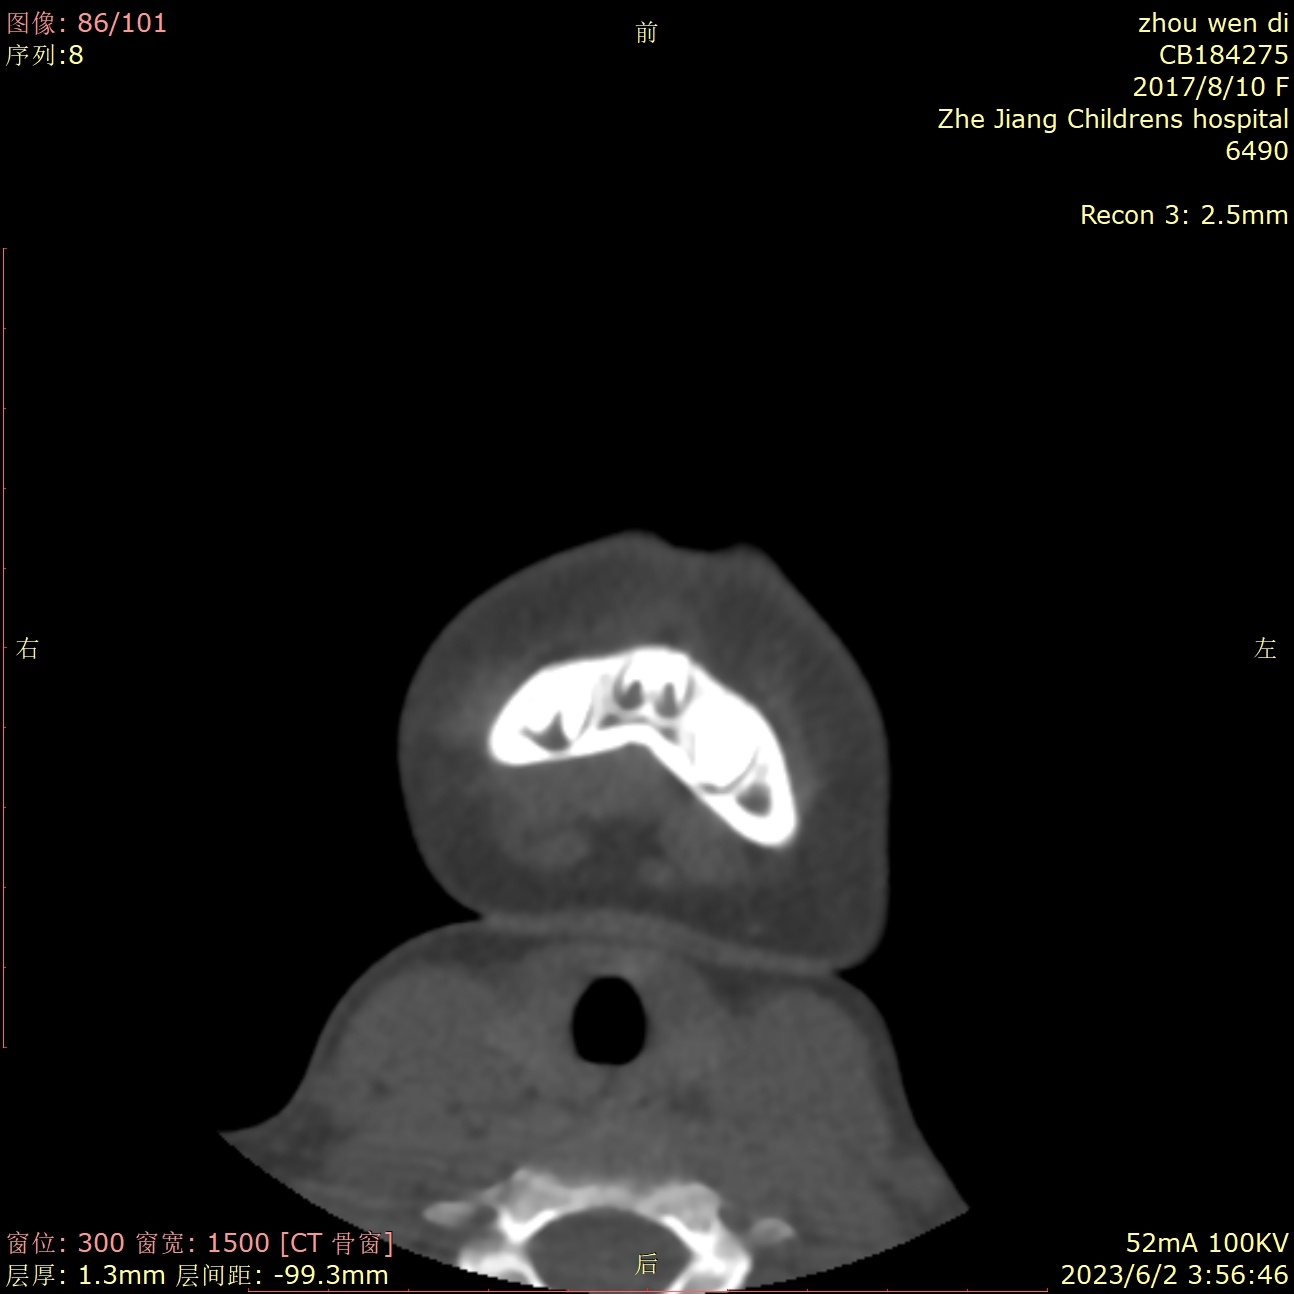 图像: 86/101
序列:8
前
zhou wen di
CB184275
2017/8/10 F
Zhe Jiang Childrens hospital
6490
Recon 3: 2.5mm
右
左
窗位: 300 窗宽: 1500 [CT 骨窗]
层厚: 1.3mm 层间距: -99.3mm
后
52mA 100KV
2023/6/2 3:56:46